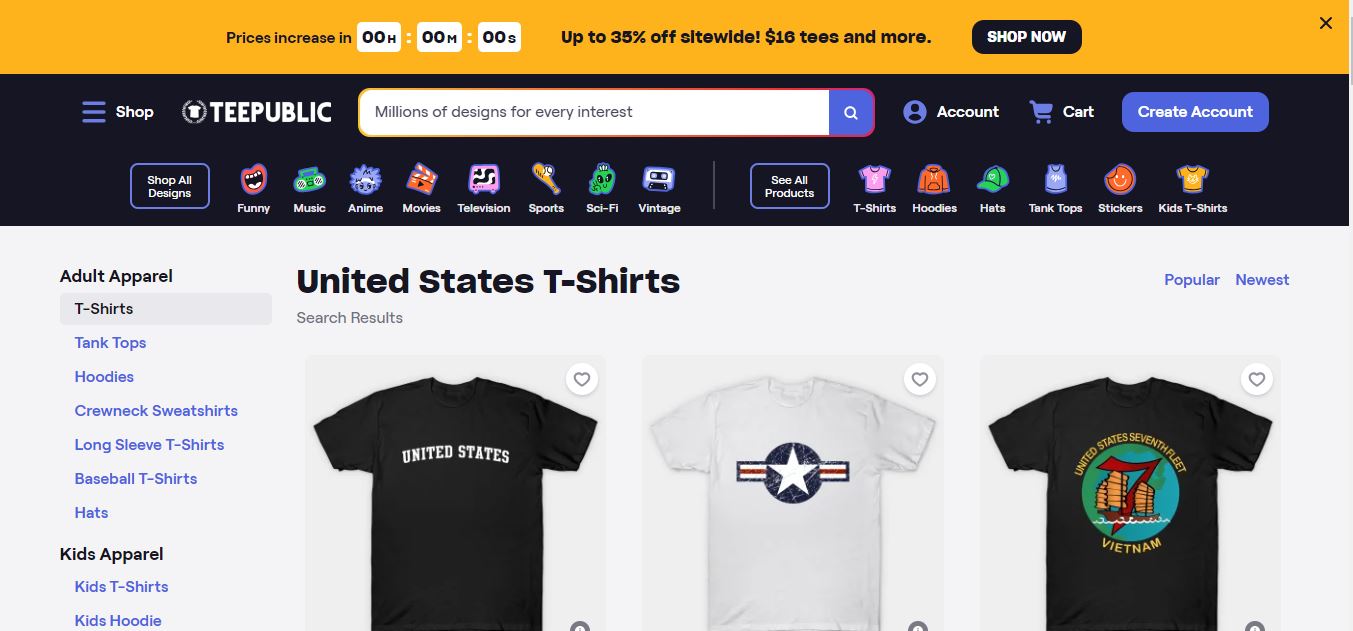 Prices increase in 00H : 00M : 00S Up to 35% off sitewide! $16 tees and more. SHOP NOW
Shop TEEPUBLIC Millions of designs for every interest Account Cart Create Account
Shop All
Designs
Funny Music Anime Movies Television Sports Sci-Fi Vintage
See All
Products
T-Shirts Hoodies Hats Tank Tops Stickers Kids T-Shirts
Adult Apparel
T-Shirts
Tank Tops
Hoodies
Crewneck Sweatshirts
Long Sleeve T-Shirts
Baseball T-Shirts
Hats
Kids Apparel
Kids T-Shirts
Kids Hoodie
United States T-Shirts
Popular Newest
Search Results
UNITED STATES
UNITED STATES SEVENTH FLEET
7
VIETNAM